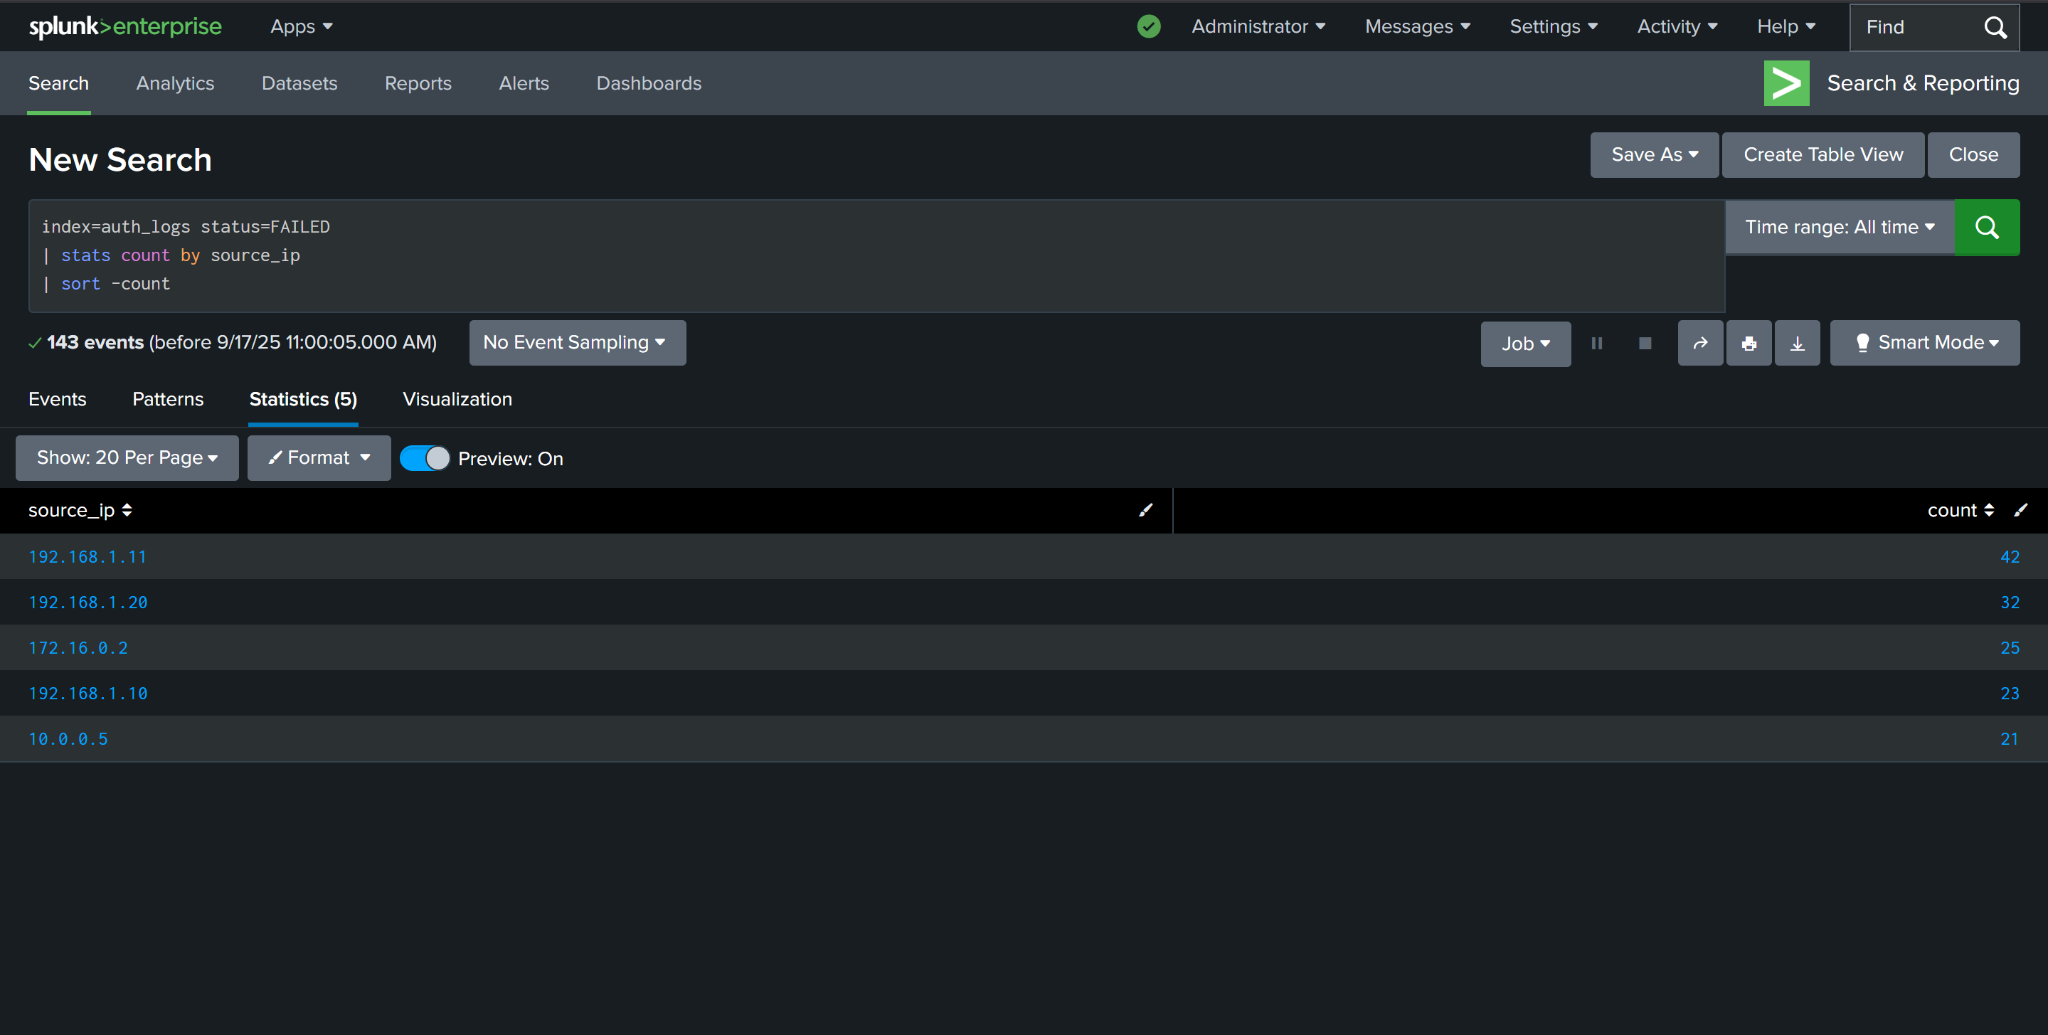 splunk>enterprise Apps Administrator Messages Settings Activity Help Find
Search Analytics Datasets Reports Alerts Dashboards Search & Reporting
New Search Save As Create Table View Close
index=auth_logs status=FAILED Time range: All time
| stats count by source_ip
| sort -count
143 events (before 9/17/25 11:00:05.000 AM) No Event Sampling Job Smart Mode
Events Patterns Statistics (5) Visualization
Show: 20 Per Page Format Preview: On
source_ip count
192.168.1.11 42
192.168.1.20 32
172.16.0.2 25
192.168.1.10 23
10.0.0.5 21